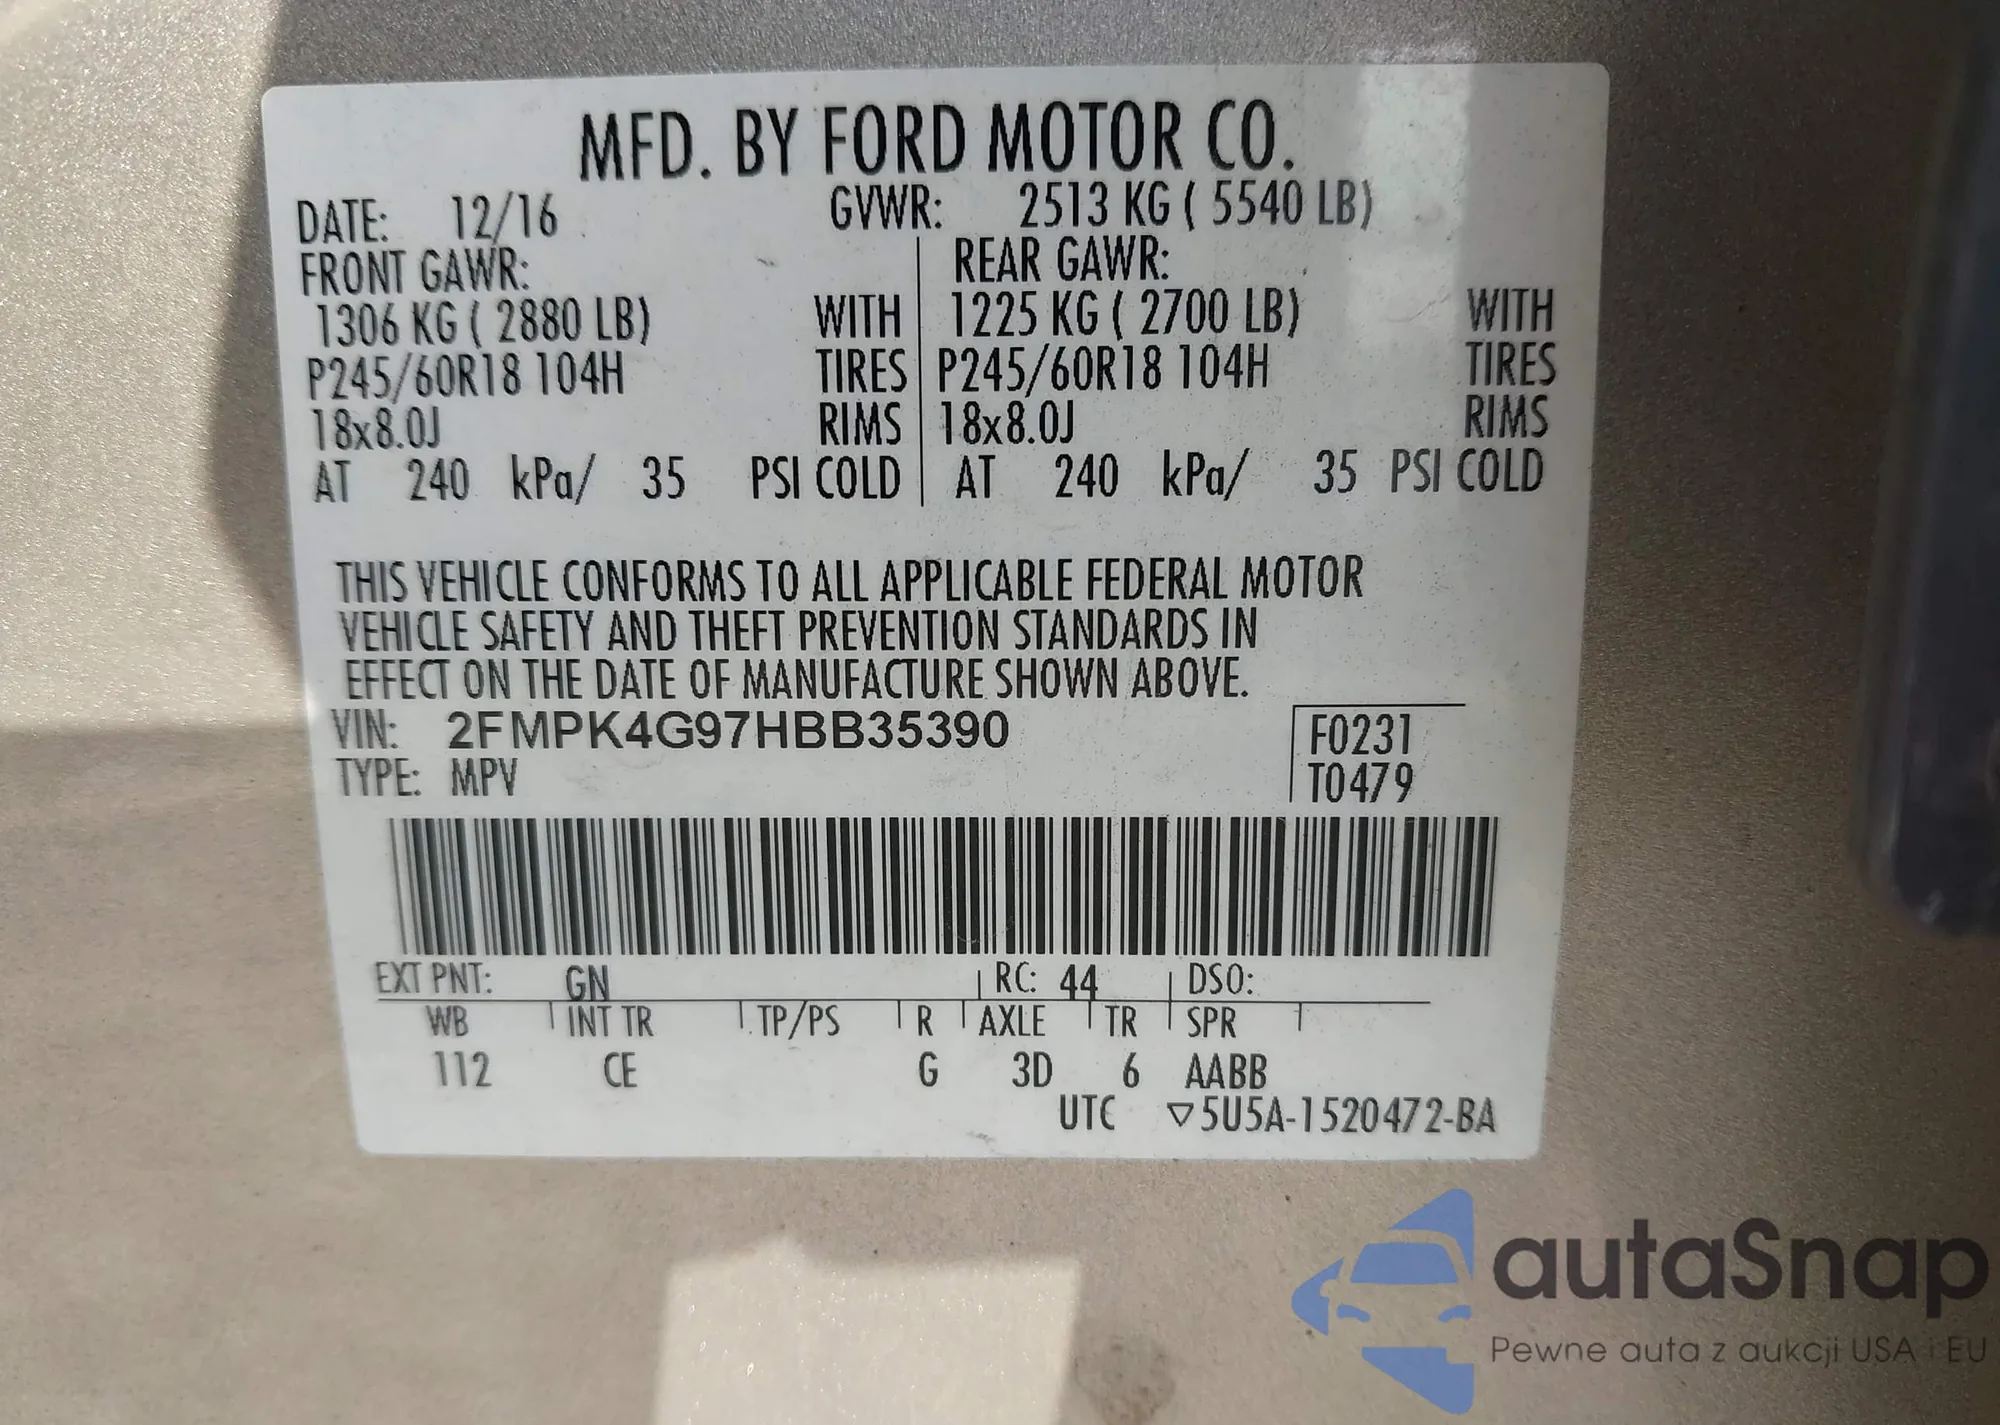 MFD. BY FORD MOTOR CO.
DATE: 12/16 GVWR: 2513 KG ( 5540 LB)
FRONT GAWR: REAR GAWR:
1306 KG ( 2880 LB) WITH 1225 KG ( 2700 LB) WITH
P245/60R18 104H TIRES P245/60R18 104H TIRES
18x8.0J RIMS 18x8.0J RIMS
AT 240 kPa/ 35 PSI COLD AT 240 kPa/ 35 PSI COLD
THIS VEHICLE CONFORMS TO ALL APPLICABLE FEDERAL MOTOR
VEHICLE SAFETY AND THEFT PREVENTION STANDARDS IN
EFFECT ON THE DATE OF MANUFACTURE SHOWN ABOVE.
VIN: 2FMPK4G97HBB35390 F0231
TYPE: MPV T0479
EXT PNT: GN RC: 44 DSO:
WB INT TR TP/PS R AXLE TR SPR
112 CE G 3D 6 AABB
UTC ▽5U5A-1520472-BA
autaSnap
Pewne auta z aukcji USA i EU